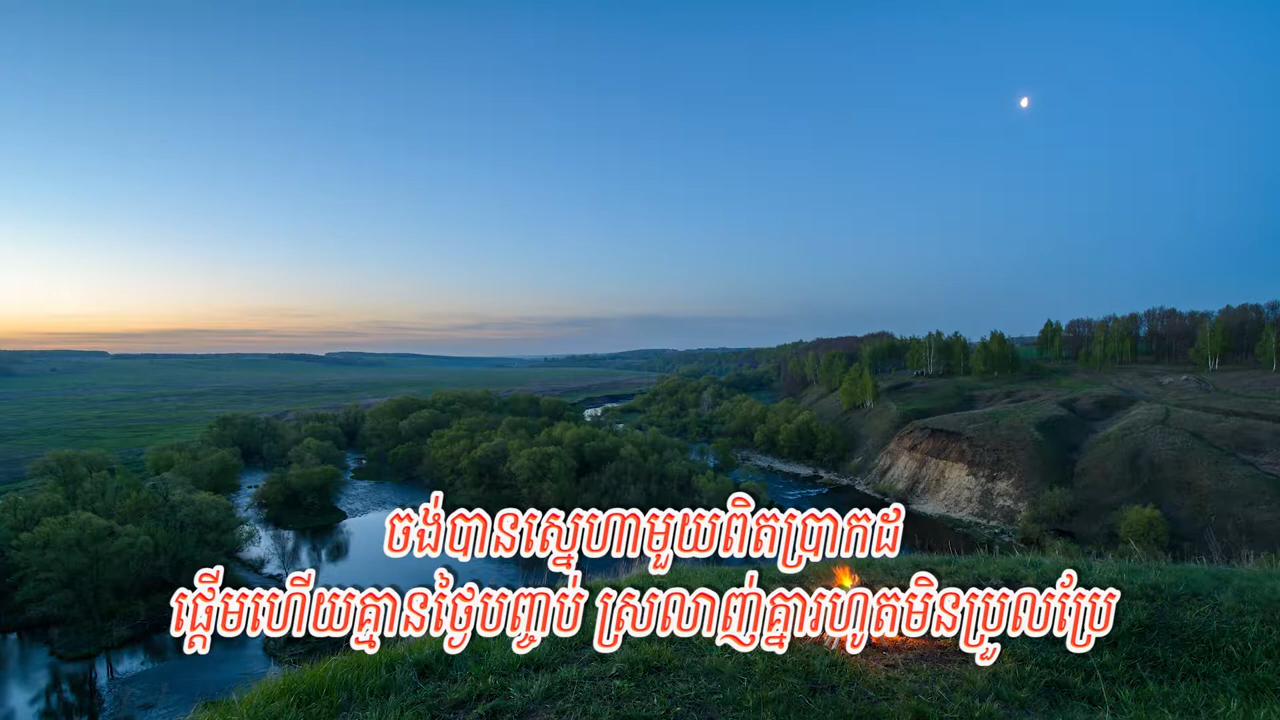 ចង់បានស្នេហាមួយពិតប្រាកដ
ផ្ដើមហើយគ្មានថ្ងៃបញ្ចប់ ស្រលាញ់គ្នារហូតមិនប្រួលប្រែ